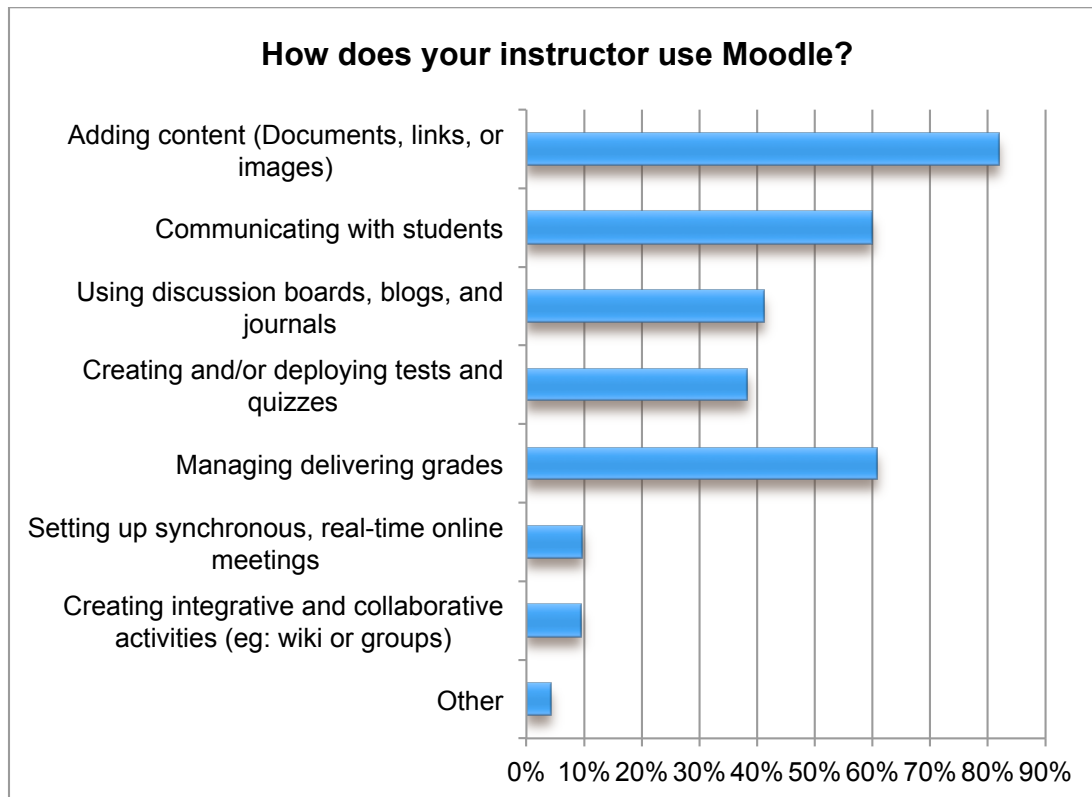 How does your instructor use Moodle?
Adding content (Documents, links, or
images)
Communicating with students
Using discussion boards, blogs, and
journals
Creating and/or deploying tests and
quizzes
Managing delivering grades
Setting up synchronous, real-time online
meetings
Creating integrative and collaborative
activities (eg: wiki or groups)
Other
0% 10% 20% 30% 40% 50% 60% 70% 80% 90%